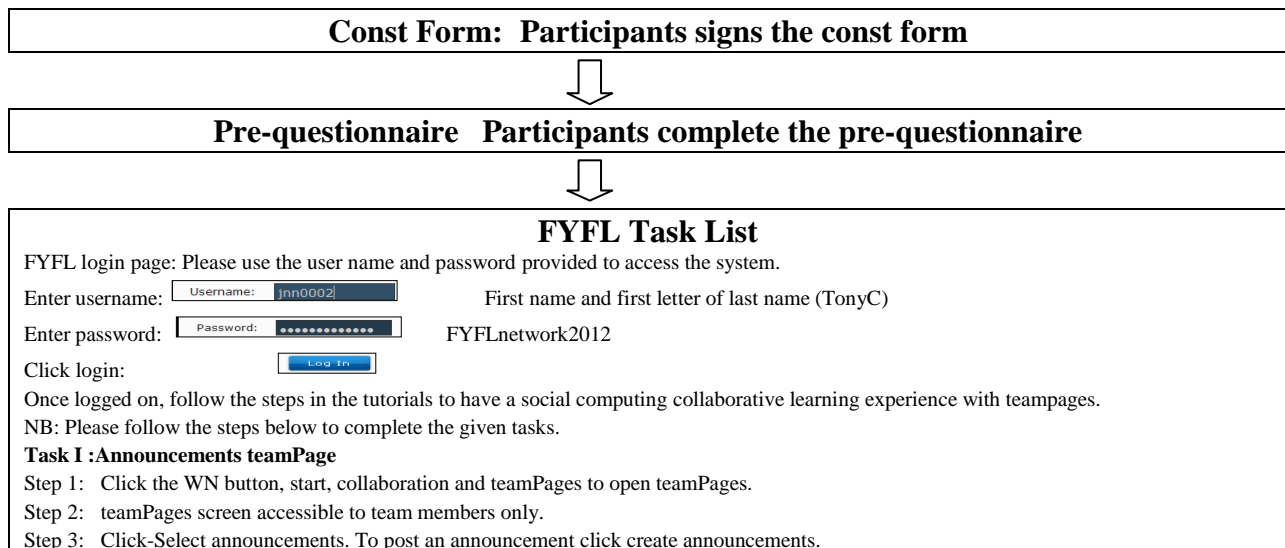 Const Form:  Participants signs the const form
Pre-questionnaire   Participants complete the pre-questionnaire
FYFL Task List
FYFL login page: Please use the user name and password provided to access the system.
Enter username: Username: jnn0002 First name and first letter of last name (TonyC)
Enter password: Password: ●●●●●●●●●●●●● FYFLnetwork2012
Click login: Log In
Once logged on, follow the steps in the tutorials to have a social computing collaborative learning experience with teampages.
NB: Please follow the steps below to complete the given tasks.
Task I :Announcements teamPage
Step 1:   Click the WN button, start, collaboration and teamPages to open teamPages.
Step 2:   teamPages screen accessible to team members only.
Step 3:   Click-Select announcements. To post an announcement click create announcements.